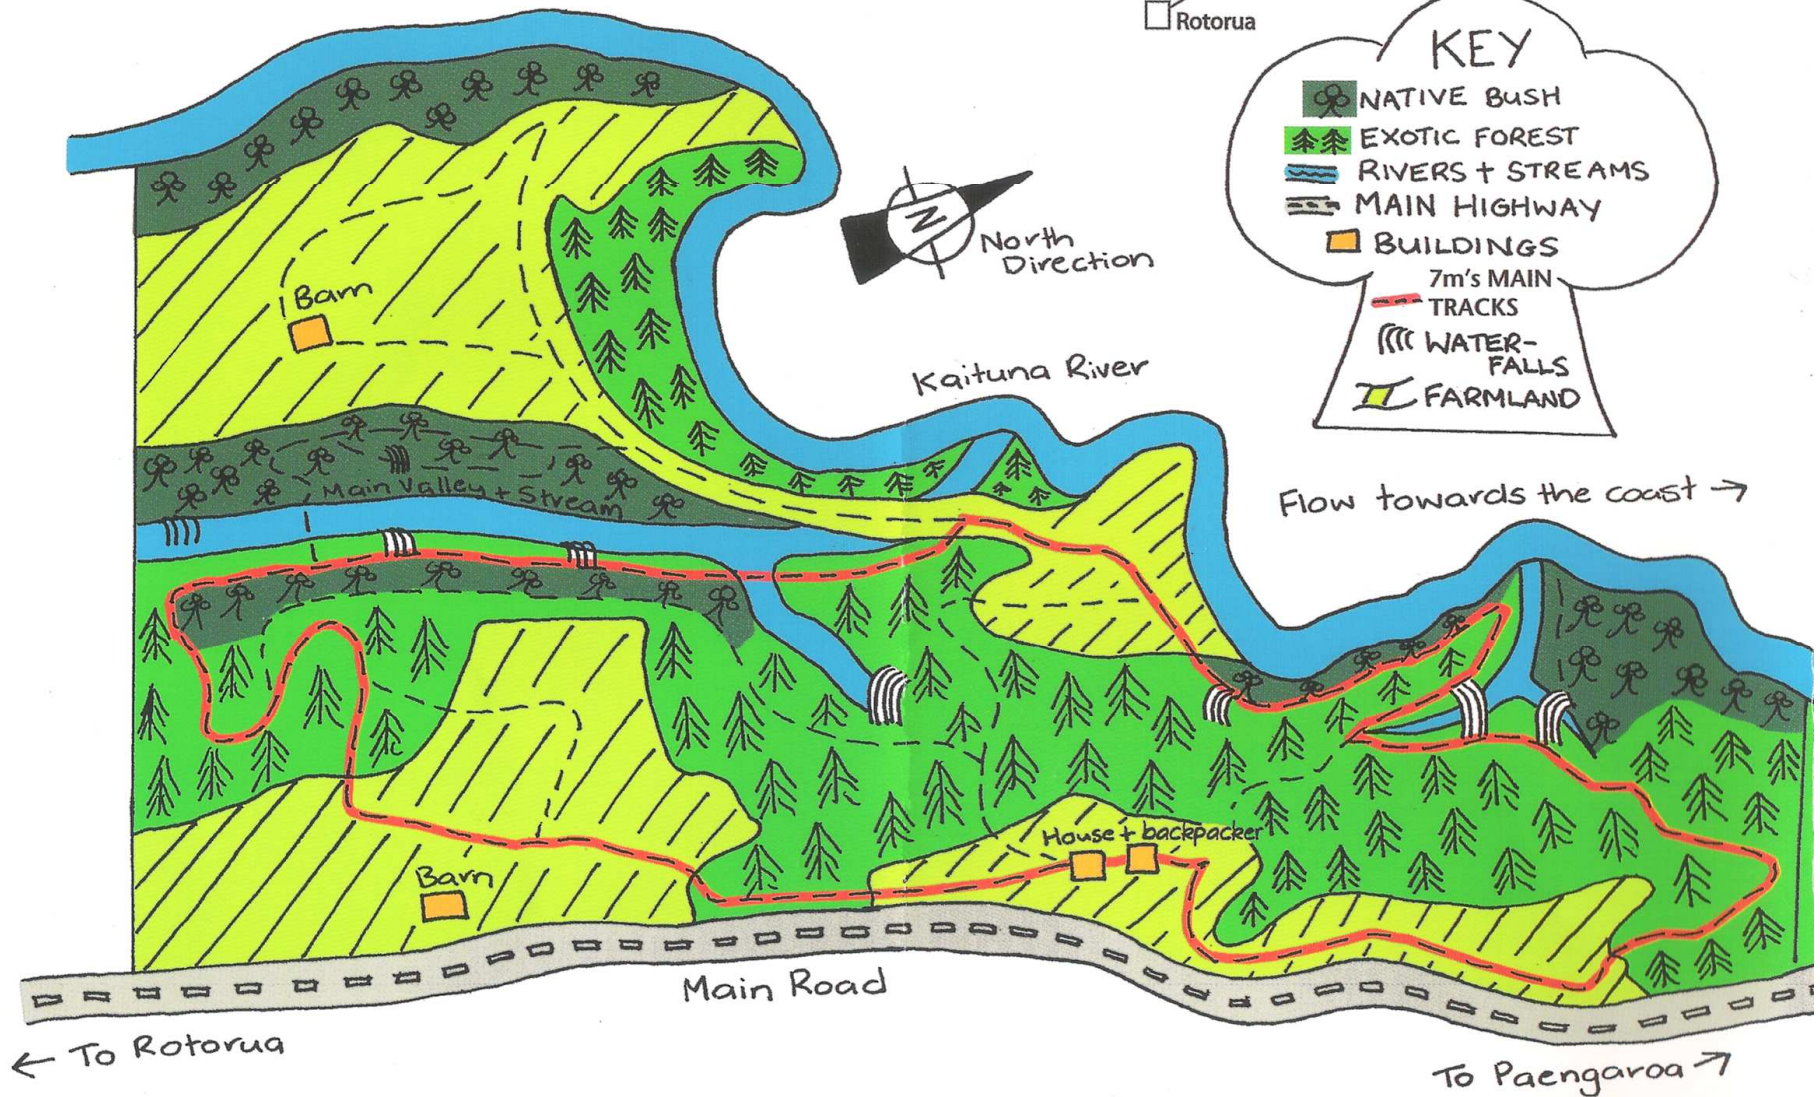 Rotorua
KEY
NATIVE BUSH
EXOTIC FOREST
RIVERS + STREAMS
MAIN HIGHWAY
BUILDINGS
7m's MAIN
TRACKS
WATER-
FALLS
FARMLAND
N
North
Direction
Barn
Kaituna River
Main Valley + Stream
Flow towards the coast →
House + backpacker
Barn
Main Road
← To Rotorua
To Paengaroa →